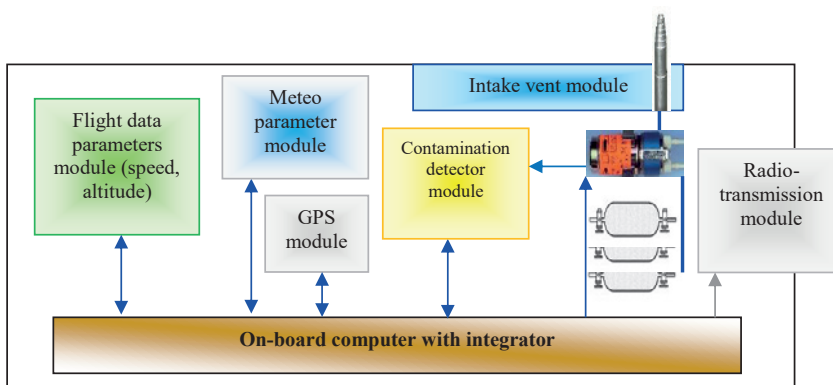 Intake vent module
Meteo
parameter
module
Flight data
parameters
module (speed,
altitude)
Contamination
detector
module
Radio-
transmission
module
GPS
module
On-board computer with integrator